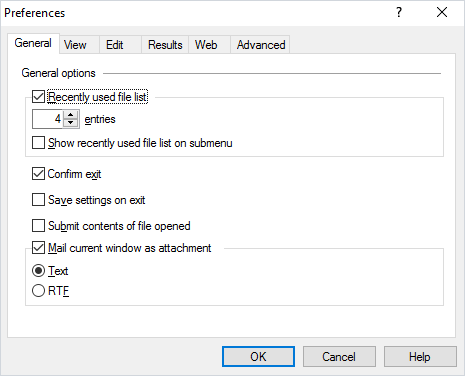 Preferences
General View Edit Results Web Advanced
General options
Recently used file list
4 entries
Show recently used file list on submenu
Confirm exit
Save settings on exit
Submit contents of file opened
Mail current window as attachment
Text
RTF
OK Cancel Help